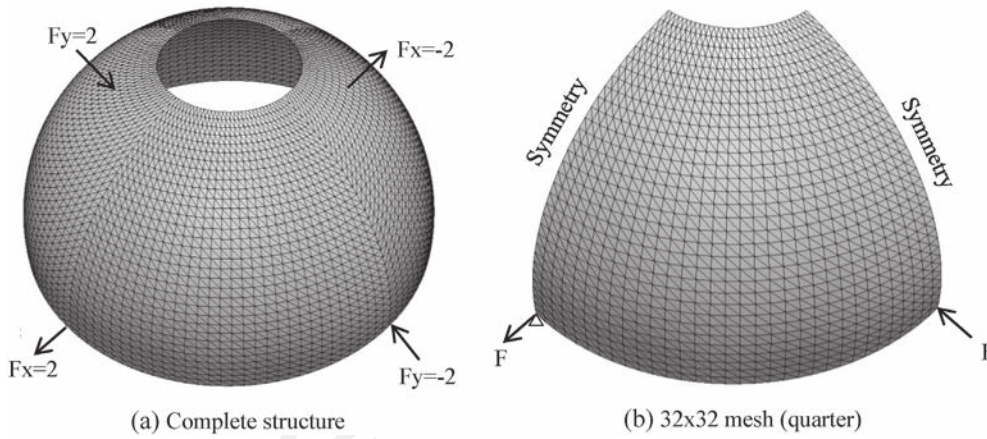 Fy=2
Fx=-2
Fx=2
Fy=-2
(a) Complete structure
Symmetry
Symmetry
F
(b) 32x32 mesh (quarter)